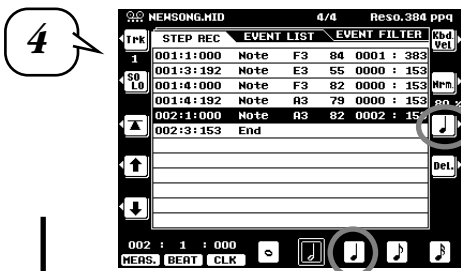 4
NEWSONG.MID 4/4 Reso.384 ppq
Trk STEP REC EVENT LIST EVENT FILTER Kbd. Vel
1 001:1:000 Note F3 84 0001 : 383
SOLO 001:3:192 Note E3 55 0000 : 153
001:4:000 Note F3 82 0000 : 153 Nrm.
001:4:192 Note A3 79 0000 : 153 80 %
002:1:000 Note A3 82 0002 : 153
002:3:153 End
Del.
002 : 1 : 000
MEAS. BEAT CLK